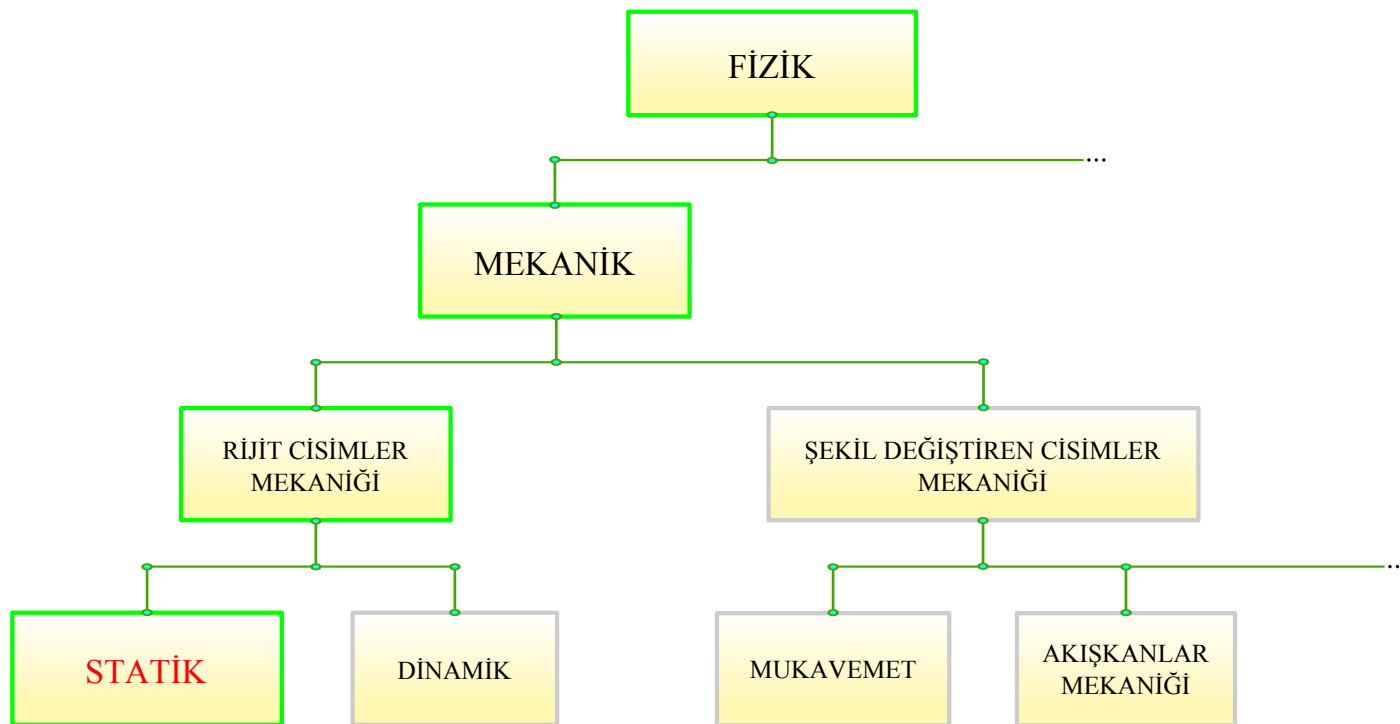 FİZİK
...
MEKANİK
RİJİT CİSİMLER
MEKANİĞİ
ŞEKİL DEĞİŞTİREN CİSİMLER
MEKANİĞİ
...
STATİK
DİNAMİK
MUKAVEMET
AKIŞKANLAR
MEKANİĞİ